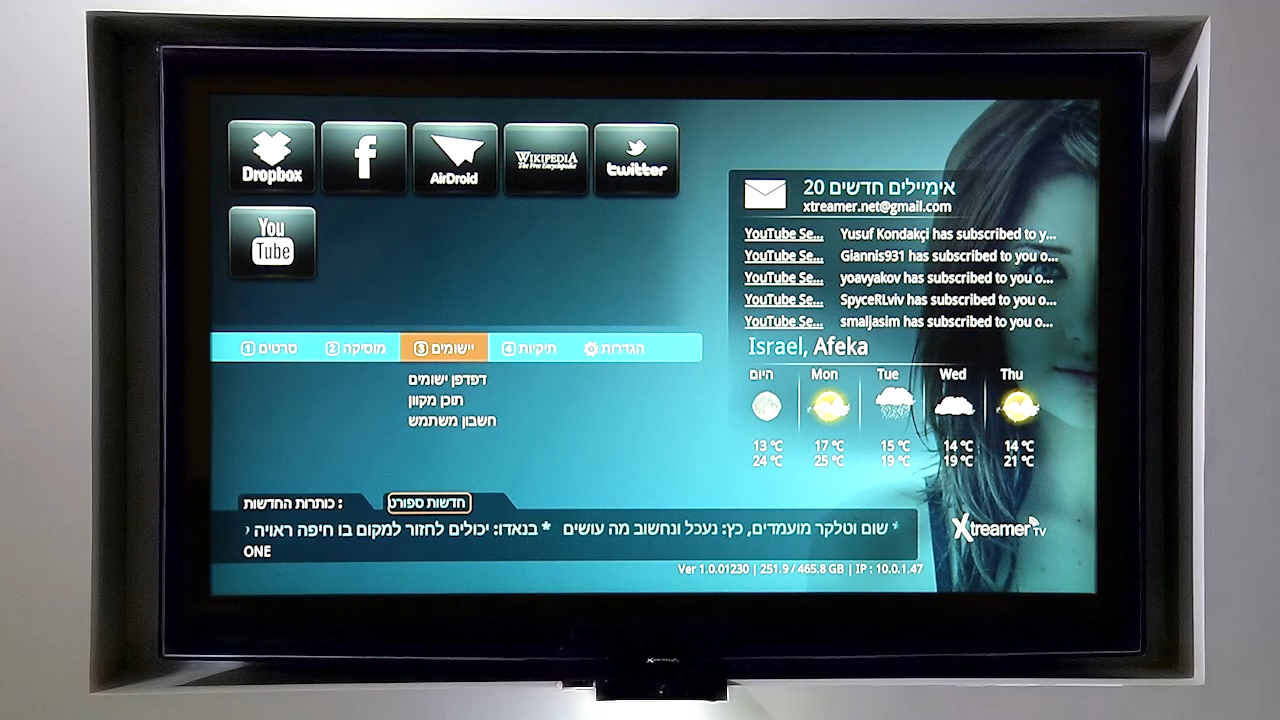 Dropbox
f
AirDroid
WIKIPEDIA
The Free Encyclopedia
twitter
You
Tube
20 אימיילים חדשים
xtreamer.net@gmail.com
YouTube Se... Yusuf Kondakçi has subscribed to y...
YouTube Se... Giannis931 has subscribed to you o...
YouTube Se... yoavyakov has subscribed to you o...
YouTube Se... SpyceRLviv has subscribed to you o...
YouTube Se... smaljasim has subscribed to you o...
Israel, Afeka
היום Mon Tue Wed Thu
13 ℃ 17 ℃ 15 ℃ 14 ℃ 14 ℃
24 ℃ 25 ℃ 19 ℃ 19 ℃ 21 ℃
1 סרטים 2 מוסיקה 3 יישומים 4 תיקיות הגדרות
דפדפן ישומים
תוכן מקוון
חשבון משתמש
כותרות החדשות :
חדשות ספורט
* שום וטלקר מועמדים, כץ: נעכל ונחשוב מה עושים * בנאדו: יכולים לחזור למקום בו חיפה ראויה
ONE
Xtreamer TV
Ver 1.0.01230 | 251.9 / 465.8 GB | IP : 10.0.1.47
Xtreamer